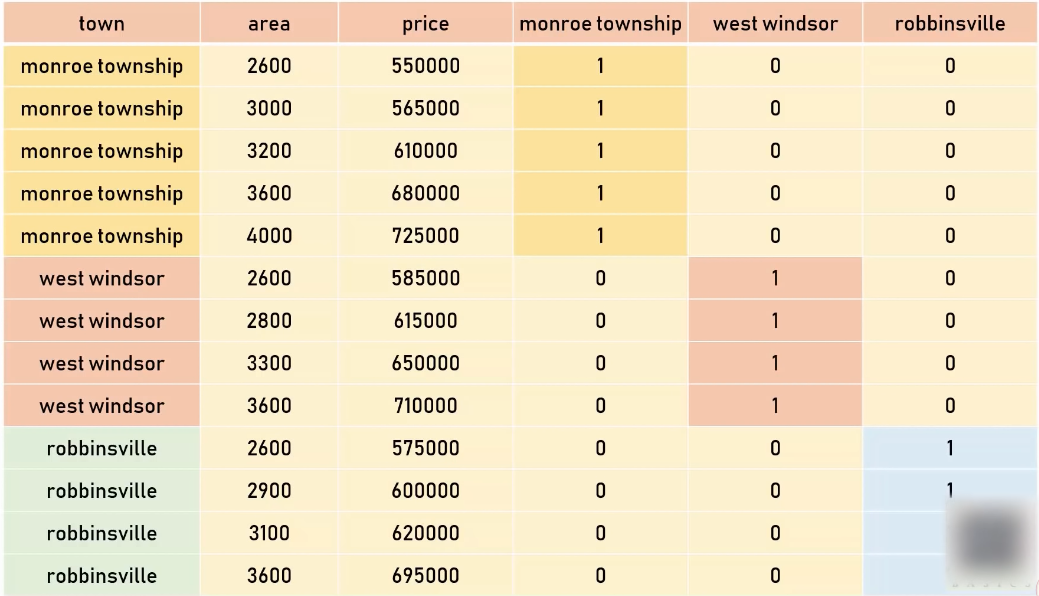 town area price monroe township west windsor robbinsville
monroe township 2600 550000 1 0 0
monroe township 3000 565000 1 0 0
monroe township 3200 610000 1 0 0
monroe township 3600 680000 1 0 0
monroe township 4000 725000 1 0 0
west windsor 2600 585000 0 1 0
west windsor 2800 615000 0 1 0
west windsor 3300 650000 0 1 0
west windsor 3600 710000 0 1 0
robbinsville 2600 575000 0 0 1
robbinsville 2900 600000 0 0 1
robbinsville 3100 620000 0 0
robbinsville 3600 695000 0 0